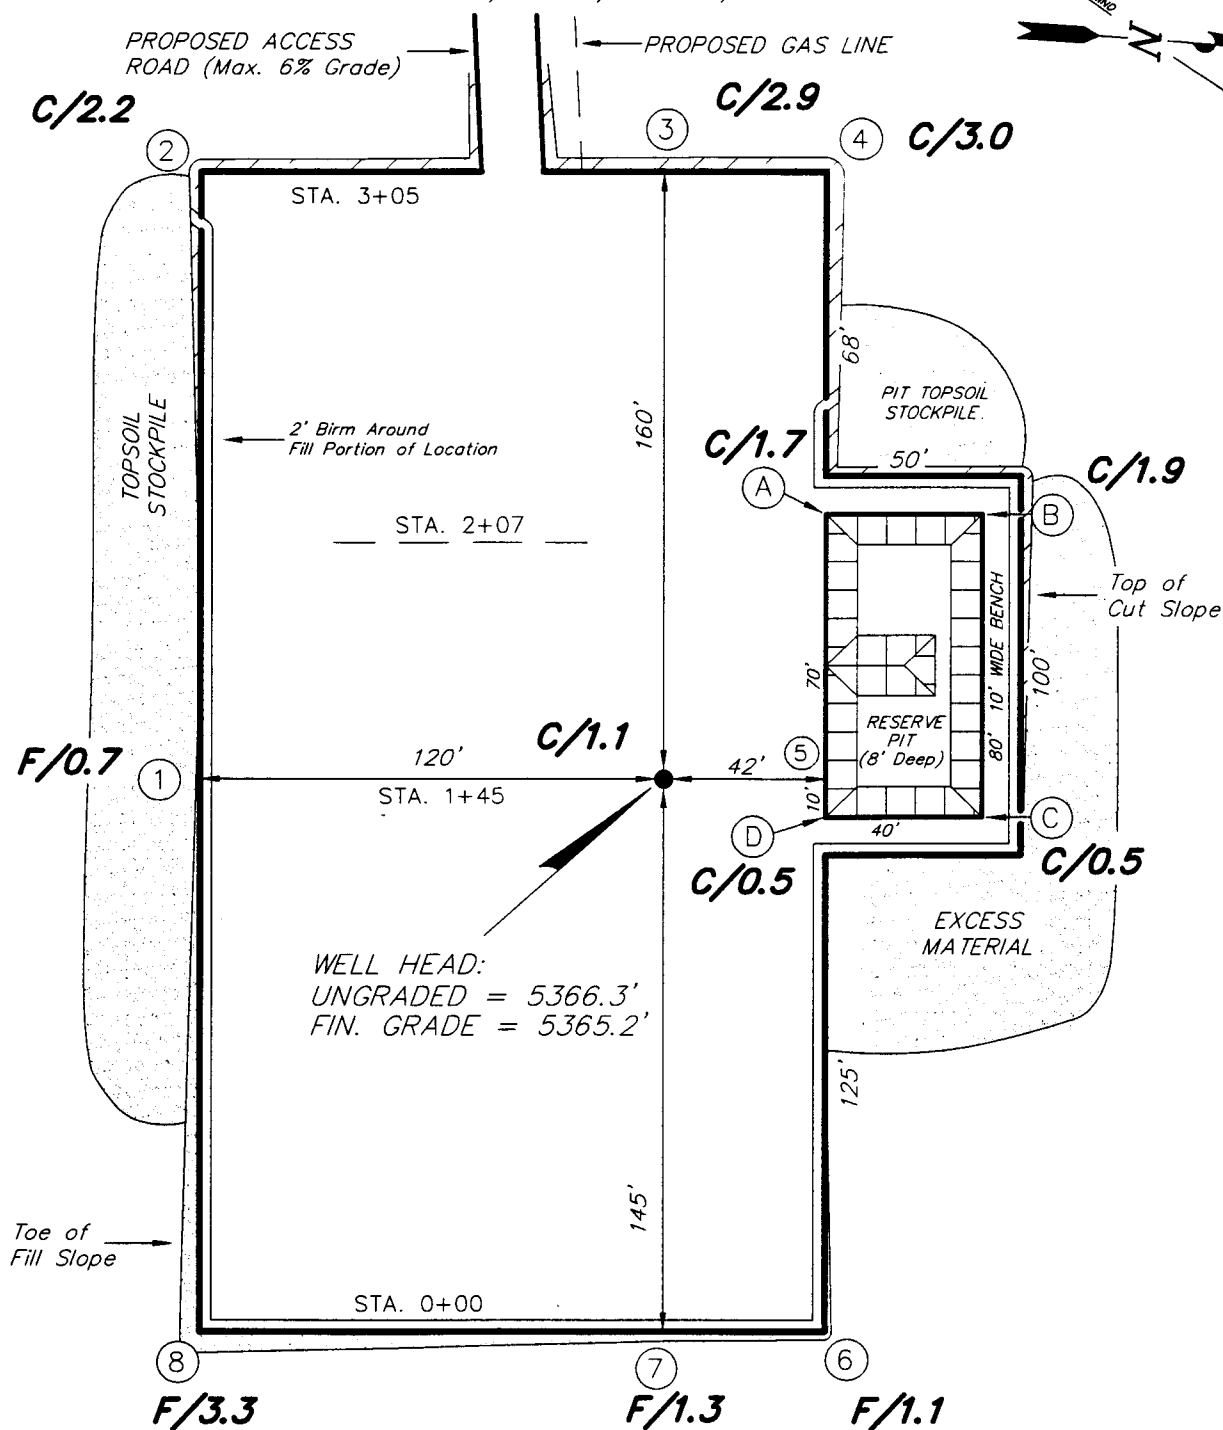 PROPOSED ACCESS
ROAD (Max. 6% Grade)
PROPOSED GAS LINE
N
C/2.2
C/2.9
C/3.0
2
3
4
STA. 3+05
TOPSOIL
STOCKPILE
2' Birm Around
Fill Portion of Location
160'
68'
PIT TOPSOIL
STOCKPILE
C/1.7
50'
C/1.9
A
B
STA. 2+07
Top of
Cut Slope
10' WIDE BENCH
100'
70'
RESERVE
PIT
(8' Deep)
80'
F/0.7
1
120'
C/1.1
STA. 1+45
42'
5
10'
D
40'
C
C/0.5
C/0.5
WELL HEAD:
UNGRADED = 5366.3'
FIN. GRADE = 5365.2'
EXCESS
MATERIAL
125'
145'
Toe of
Fill Slope
STA. 0+00
8
7
6
F/3.3
F/1.3
F/1.1